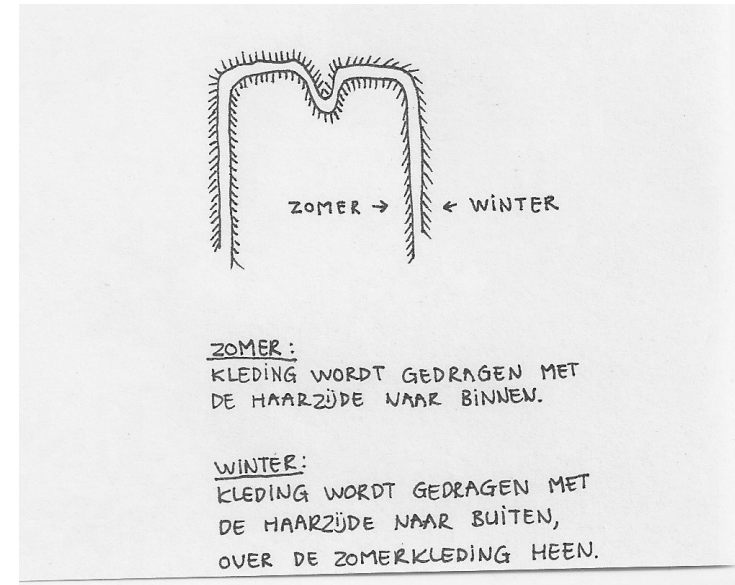 ZOMER → ← WINTER
ZOMER:
KLEDING WORDT GEDRAGEN MET
DE HAARZIJDE NAAR BINNEN.
WINTER:
KLEDING WORDT GEDRAGEN MET
DE HAARZIJDE NAAR BUITEN,
OVER DE ZOMERKLEDING HEEN.